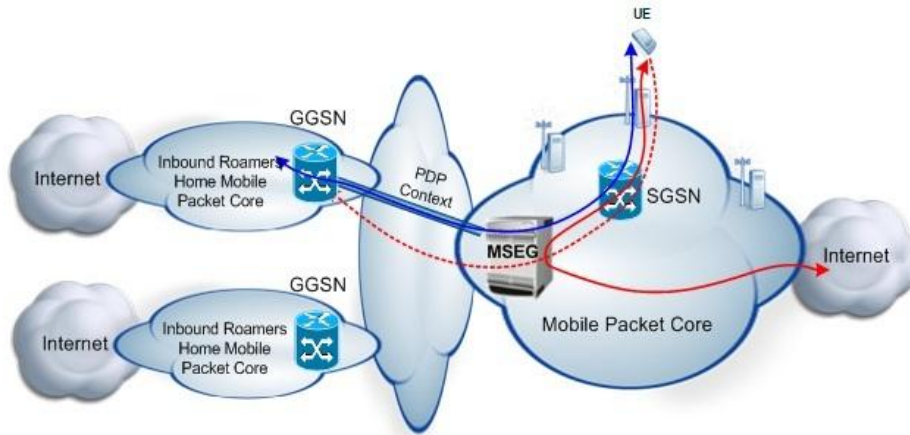 UE
GGSN
Internet
Inbound Roamers
Home Mobile
Packet Core
PDP
Context
SGSN
MSEG
Internet
Mobile Packet Core
GGSN
Internet
Inbound Roamers
Home Mobile
Packet Core